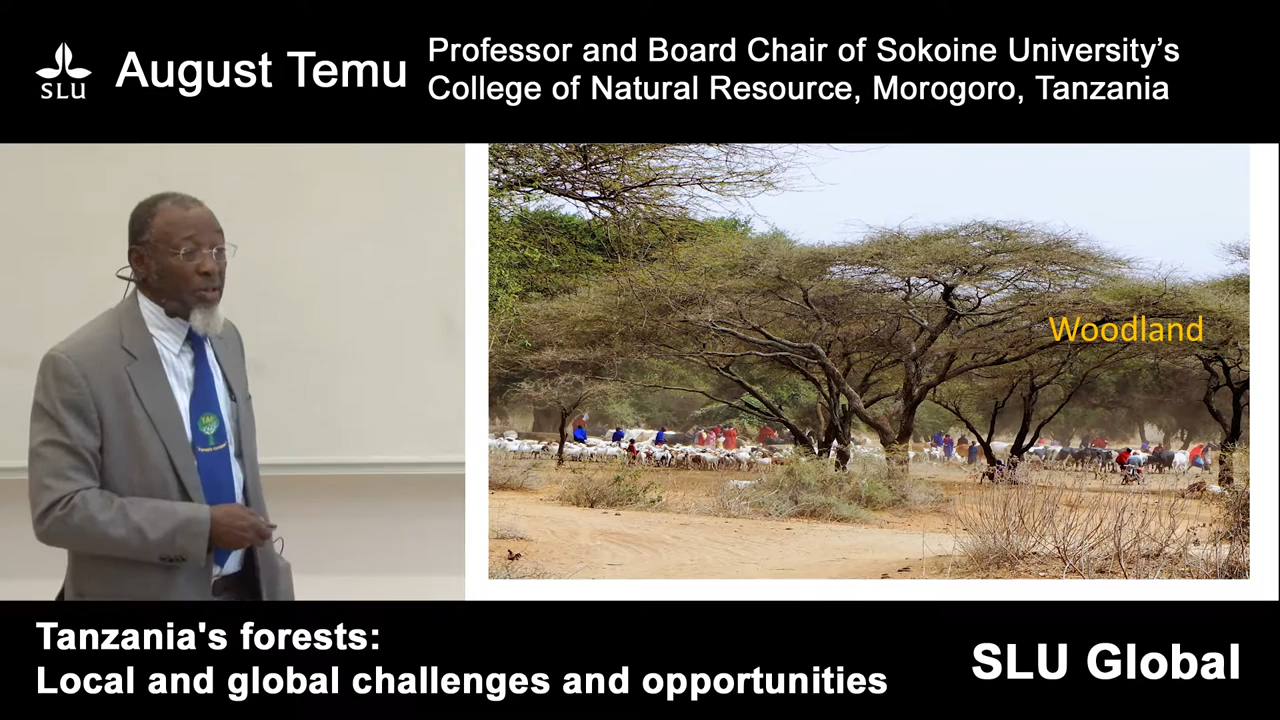 SLU
August Temu
Professor and Board Chair of Sokoine University's
College of Natural Resource, Morogoro, Tanzania
Woodland
TAF
Tanzania's forests:
Local and global challenges and opportunities
SLU Global